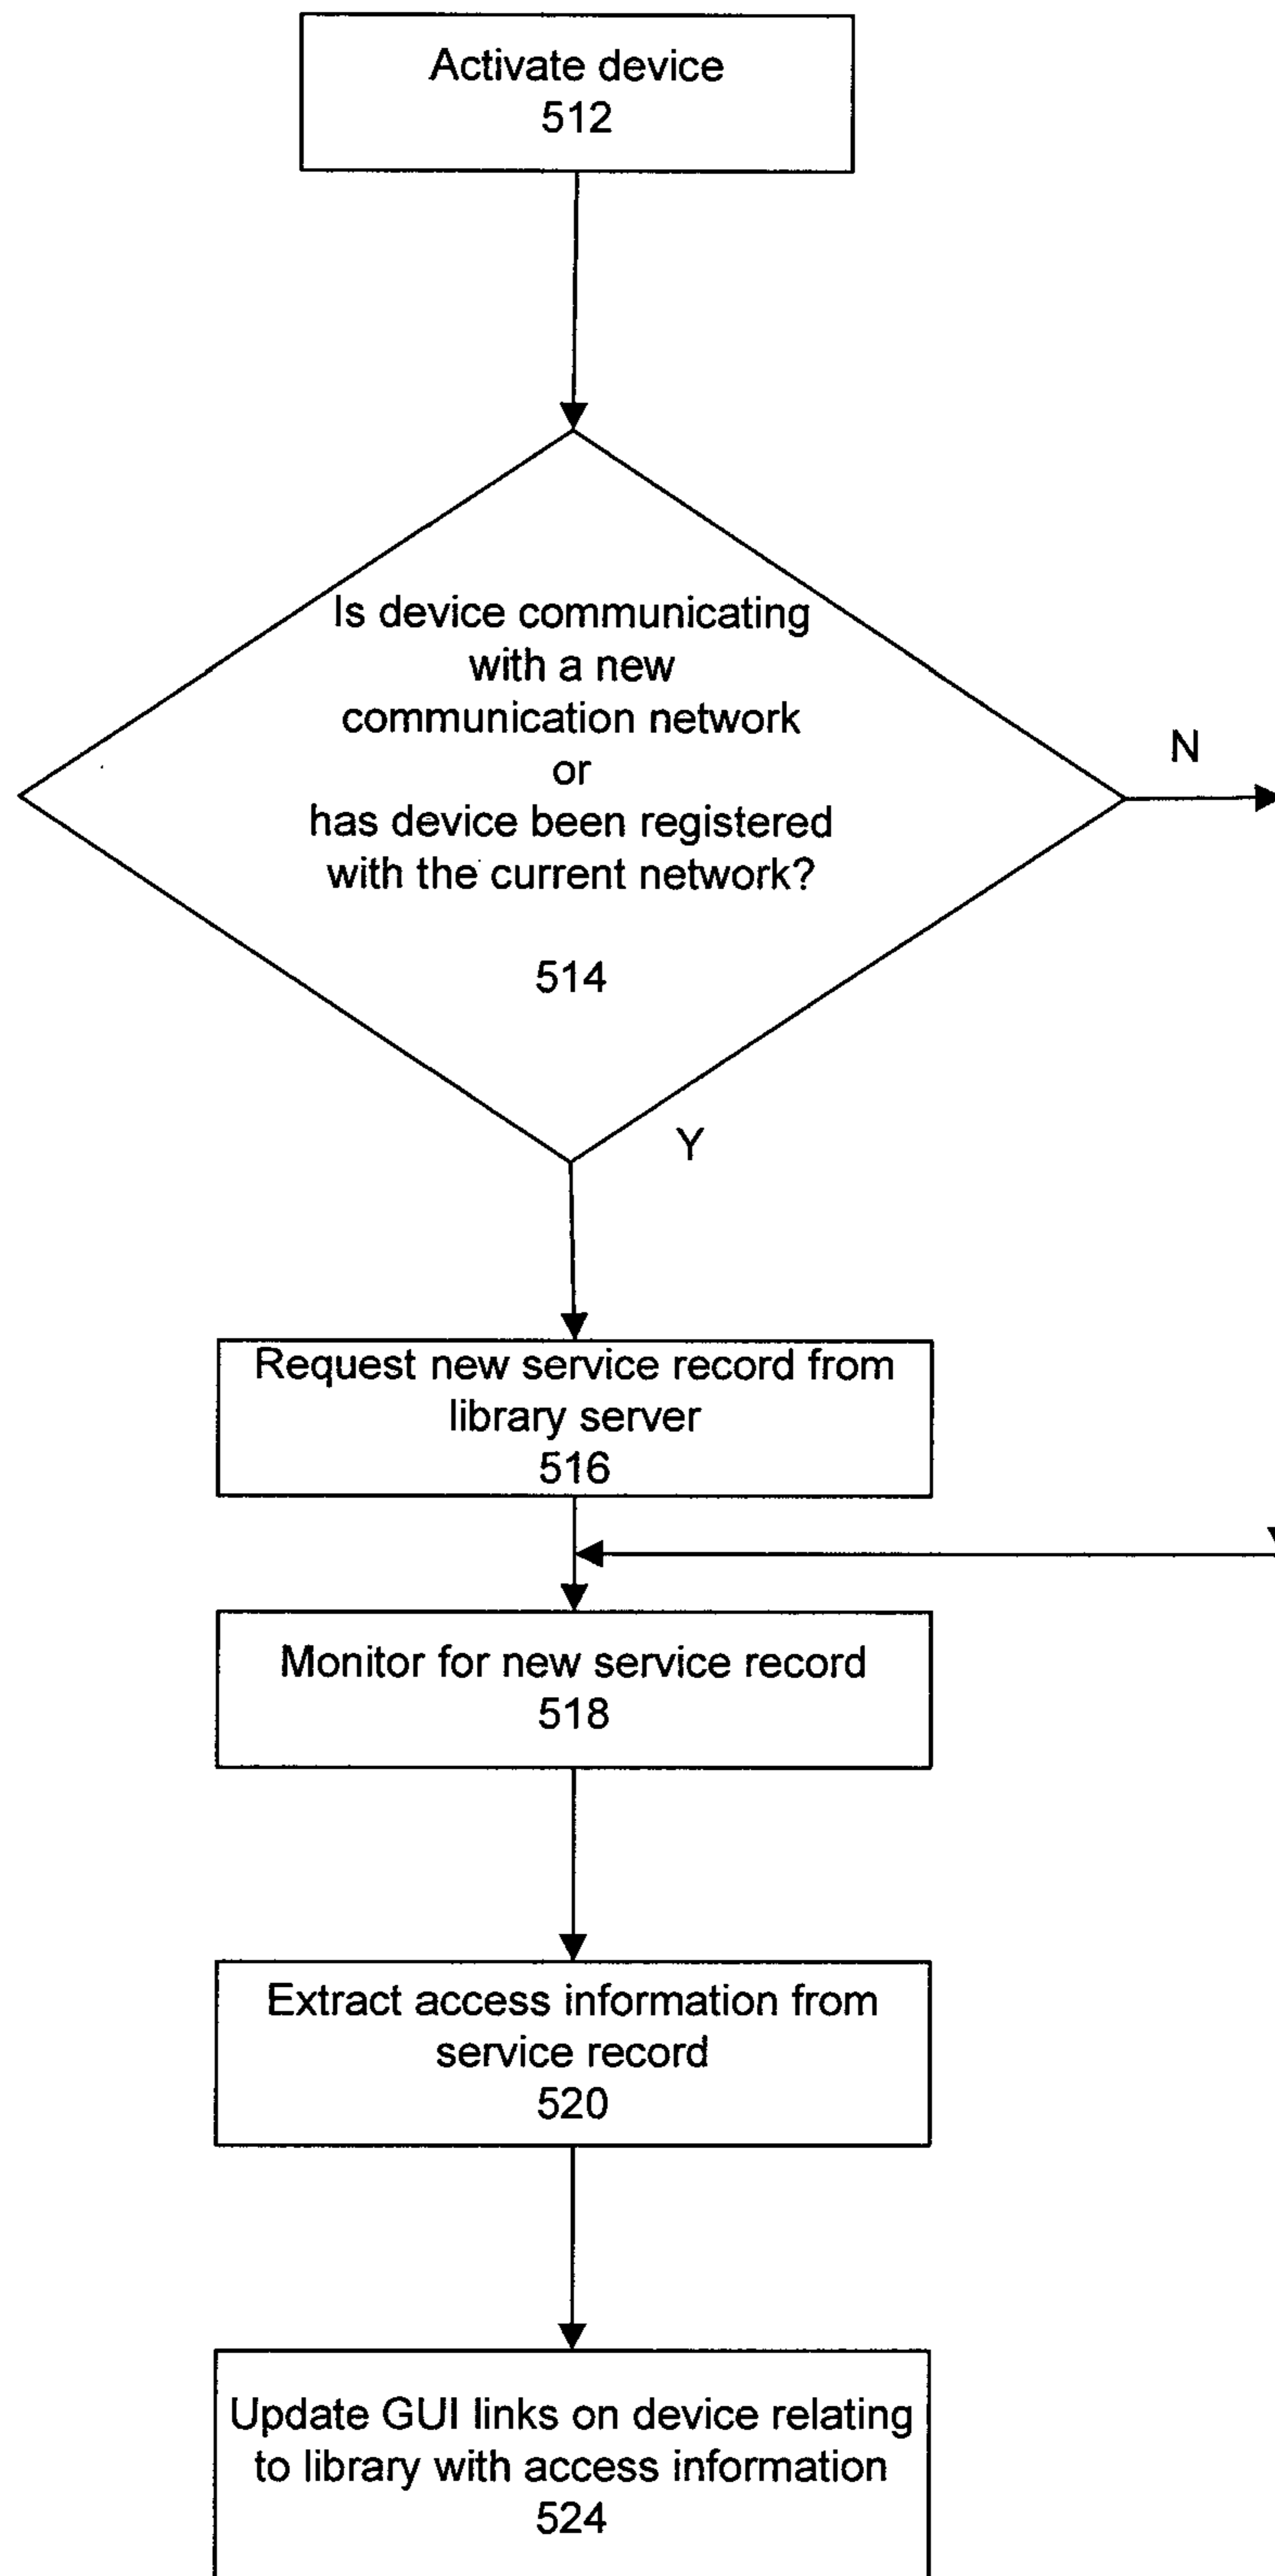 Activate device
512
Is device communicating
with a new
communication network
or
has device been registered
with the current network?
514
N
Y
Request new service record from
library server
516
Monitor for new service record
518
Extract access information from
service record
520
Update GUI links on device relating
to library with access information
524